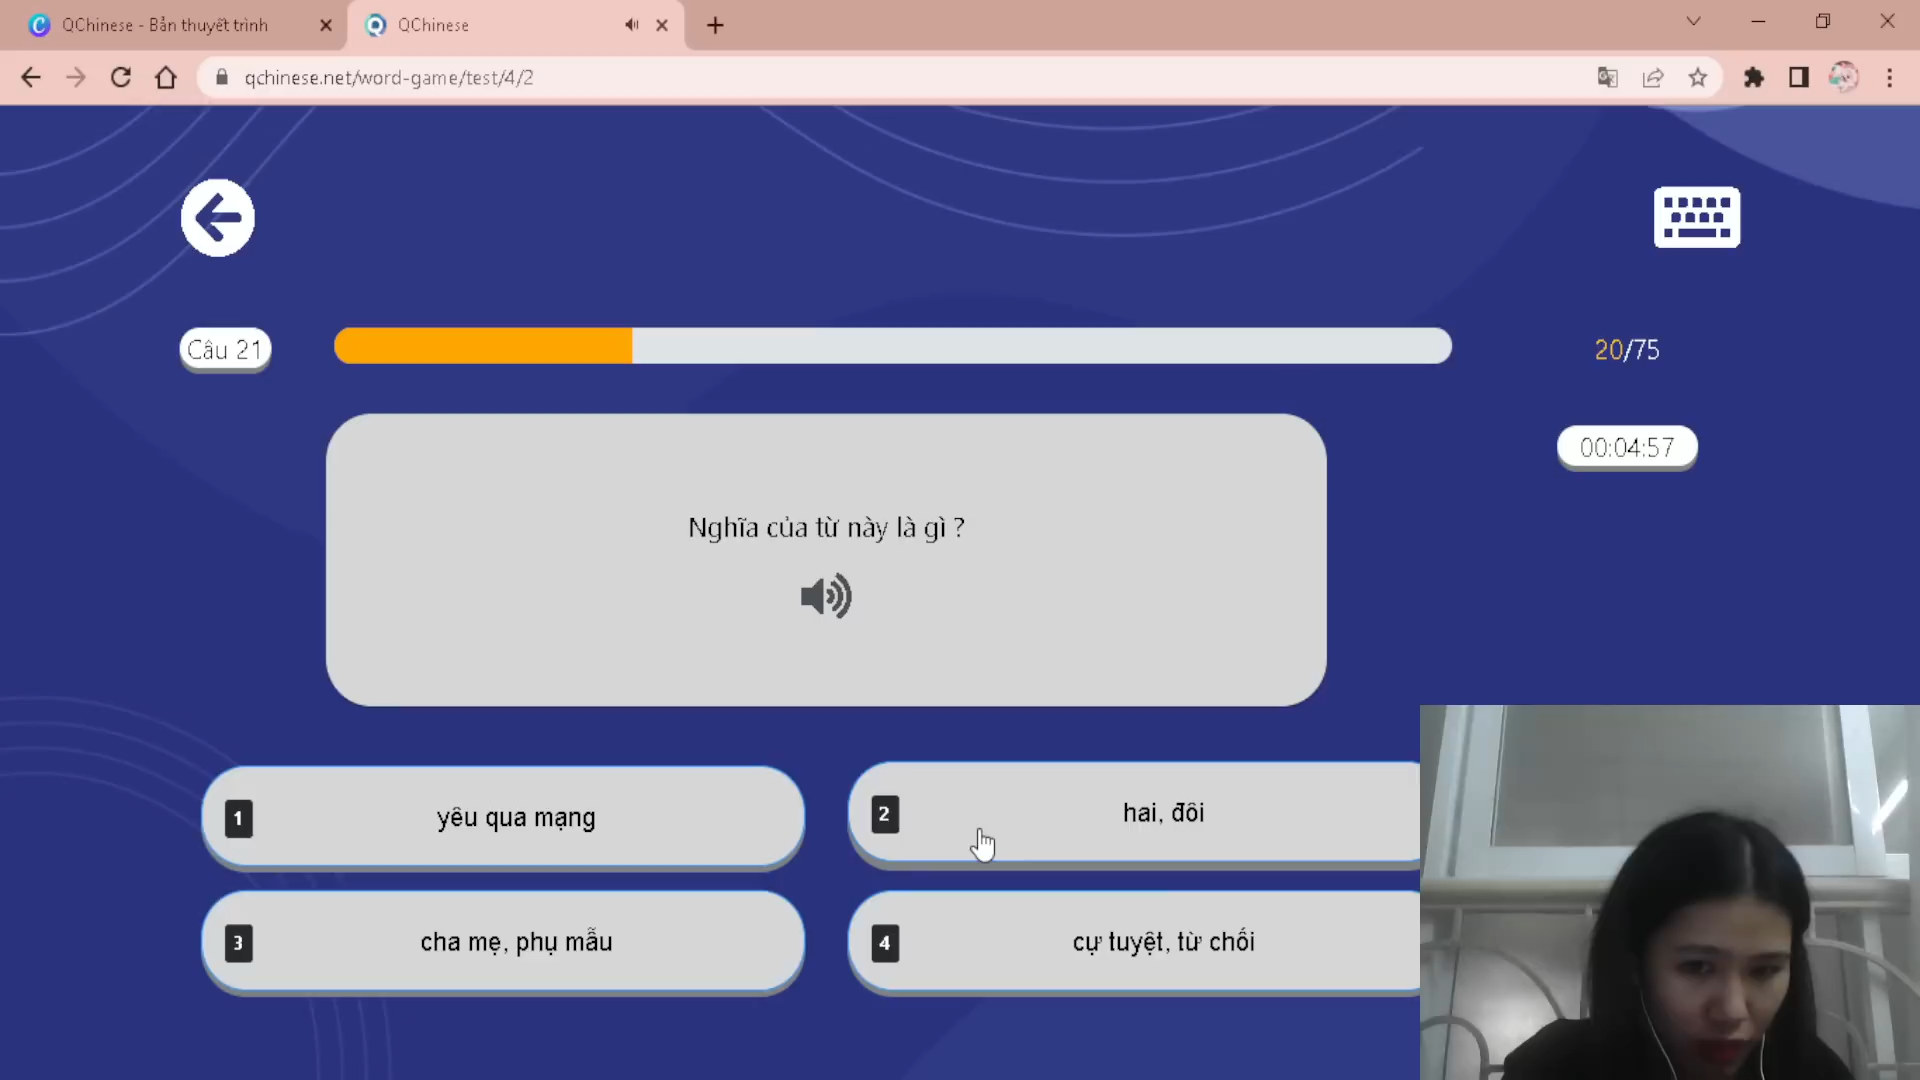 QChinese - Bản thuyết trình
QChinese
qchinese.net/word-game/test/4/2
Câu 21
20/75
00:04:57
Nghĩa của từ này là gì ?
1 yêu qua mạng
2 hai, đôi
3 cha mẹ, phụ mẫu
4 cự tuyệt, từ chối